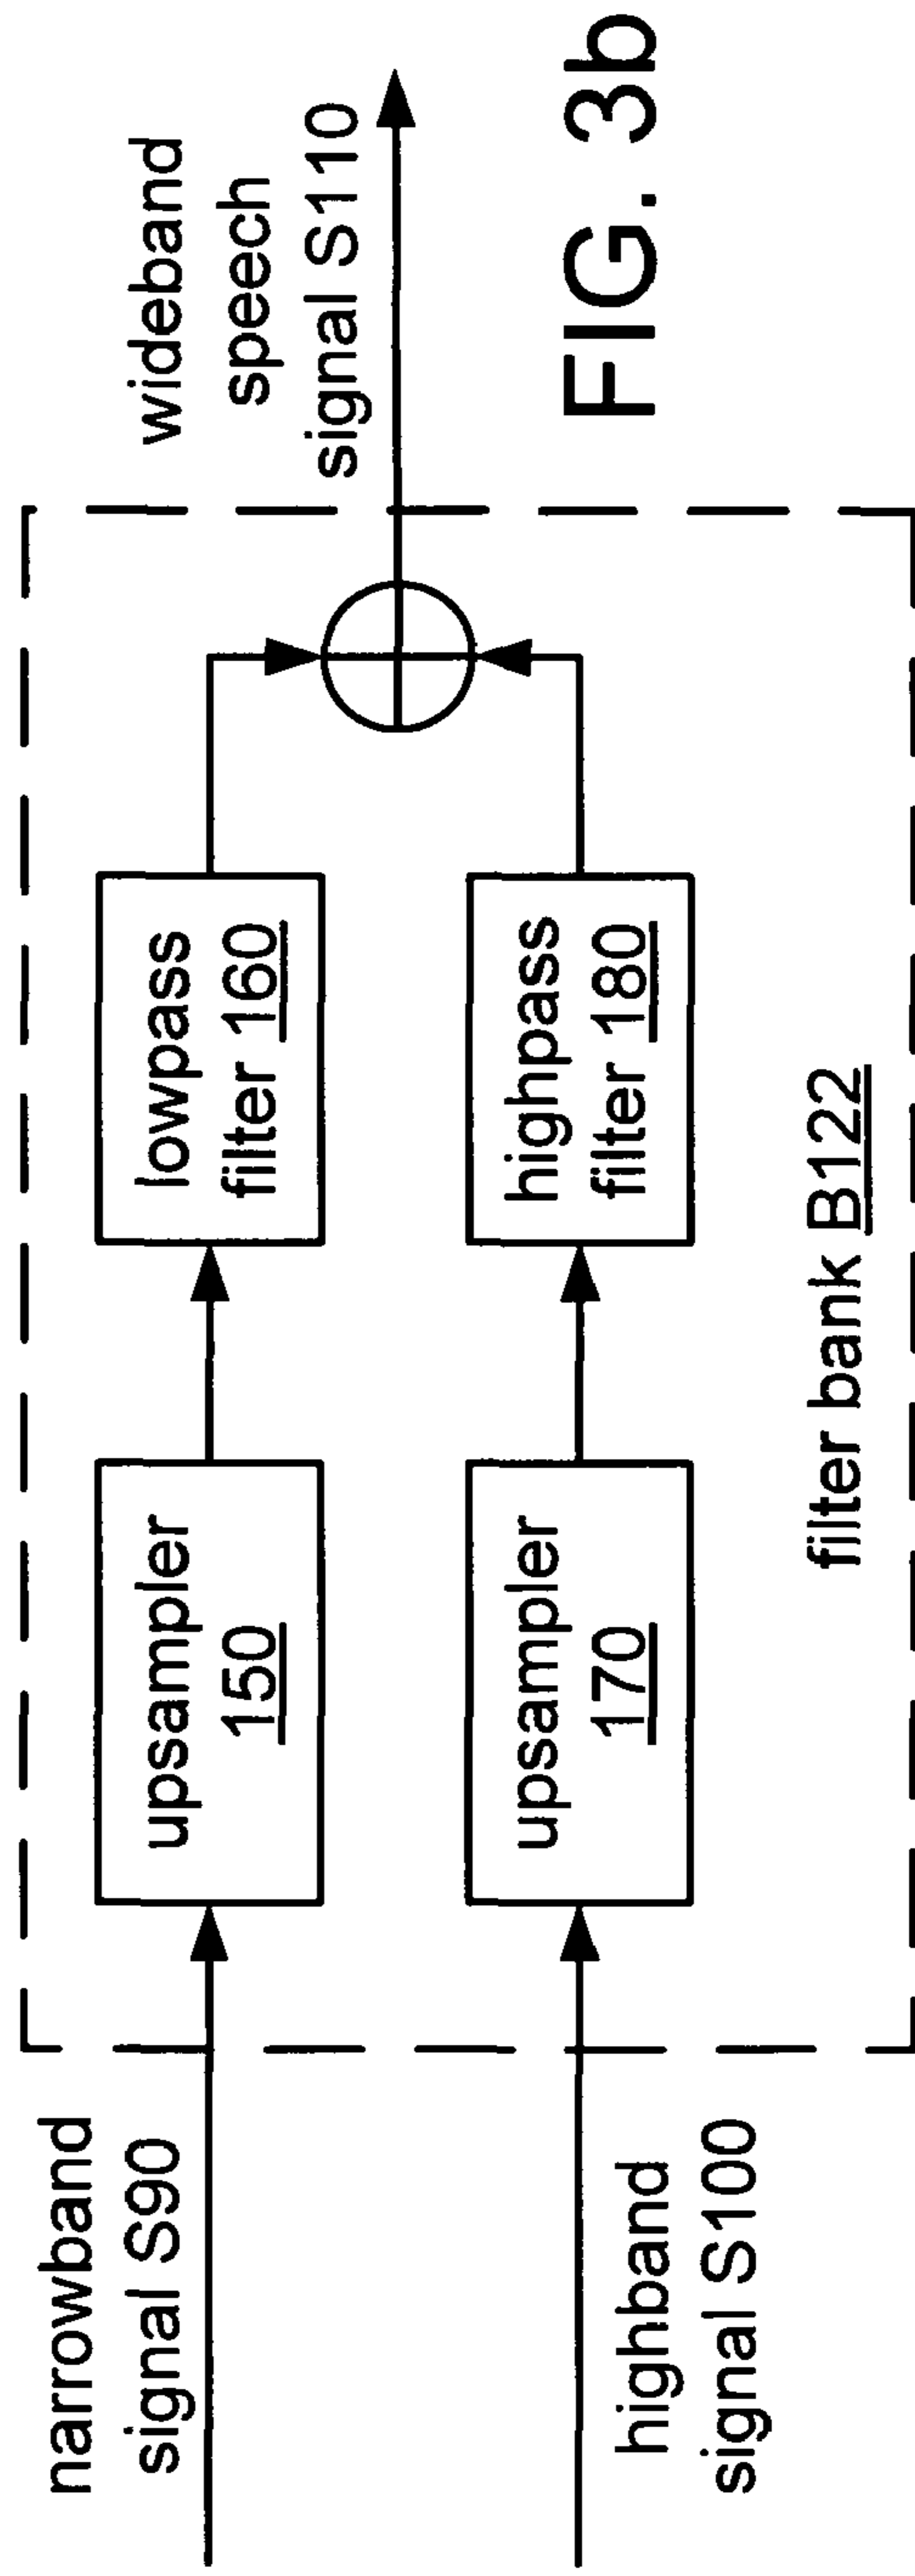 narrowband
signal S90
upsampler
150
lowpass
filter 160
wideband
speech
signal S110
highband
signal S100
upsampler
170
highpass
filter 180
filter bank B122
FIG. 3b